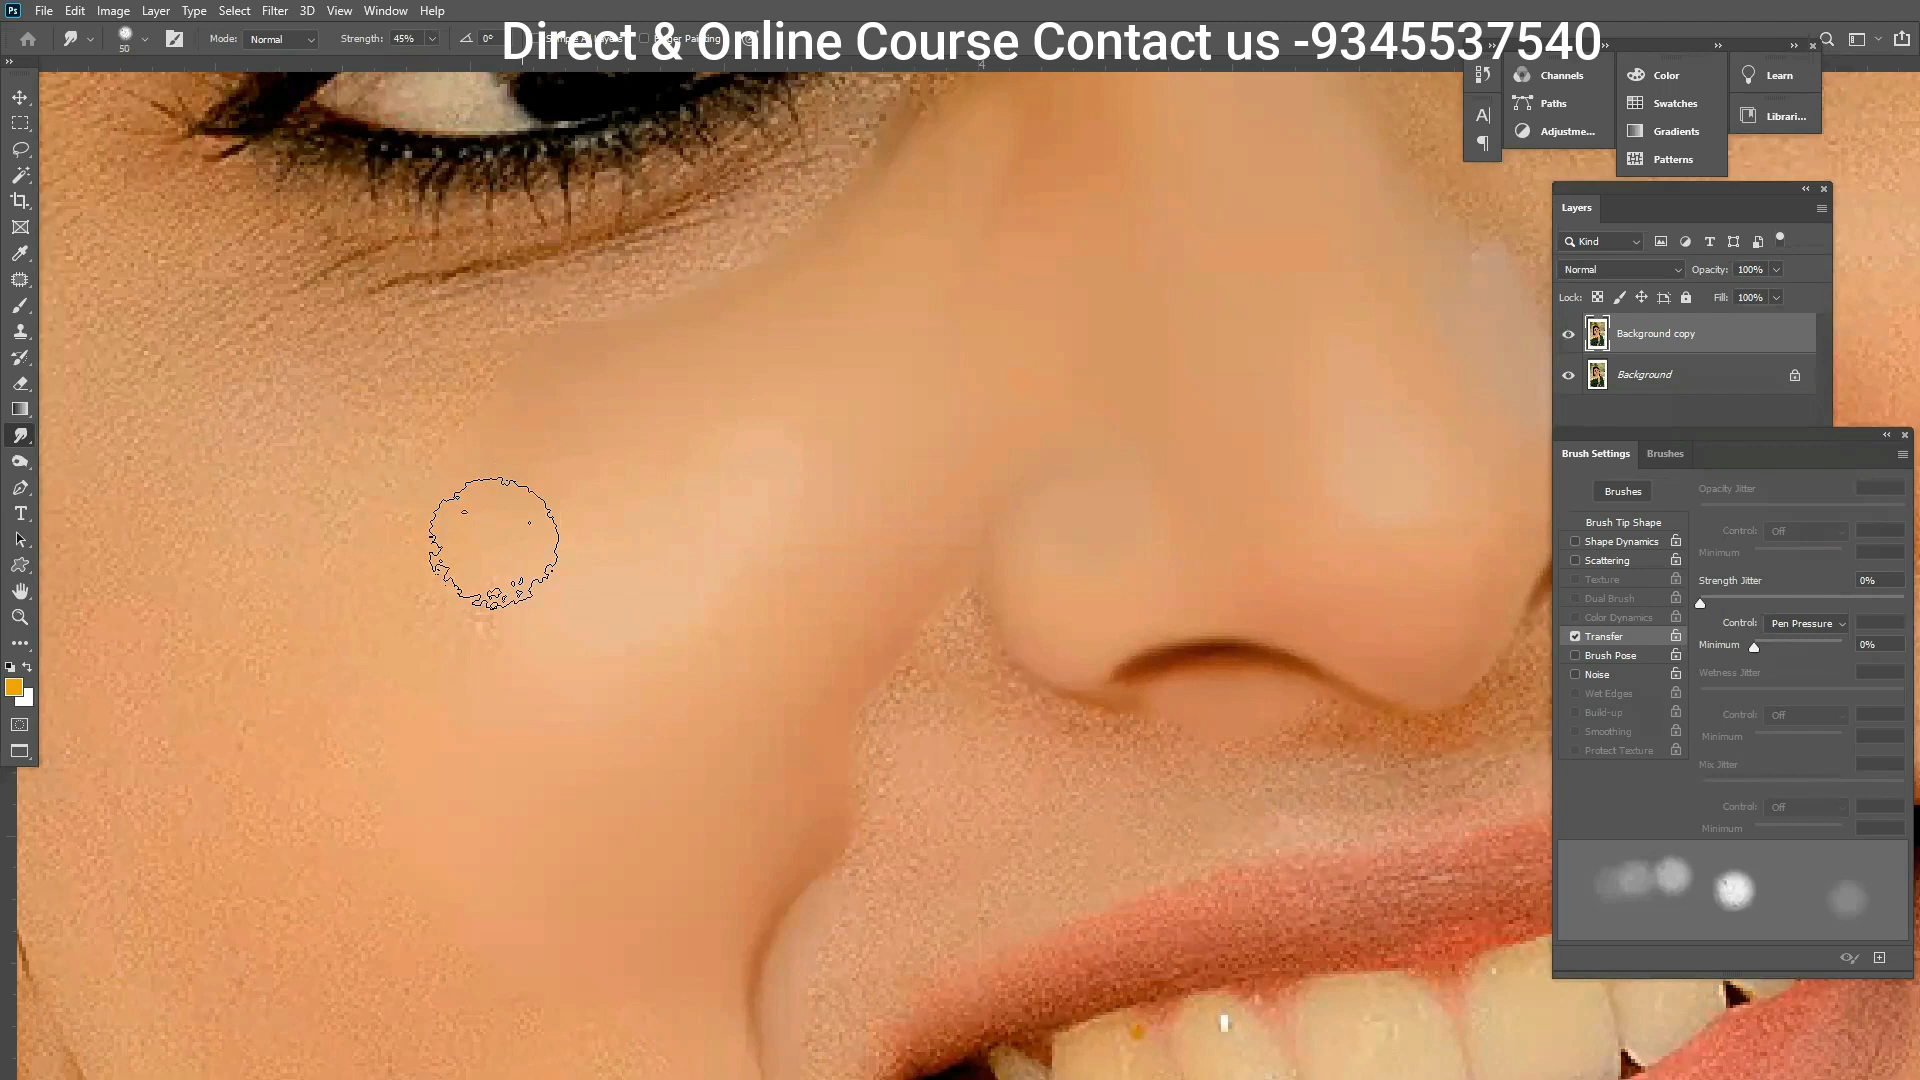 Ps File Edit Image Layer Type Select Filter 3D View Window Help
Direct & Online Course Contact us -9345537540
50 Mode: Normal Strength: 45% 0°
4
Channels
Paths
Adjustme...
Color
Swatches
Gradients
Patterns
Learn
Librari...
Layers
Kind
Normal Opacity: 100%
Lock: Fill: 100%
Background copy
Background
Brush Settings Brushes
Brushes
Brush Tip Shape
Shape Dynamics
Scattering
Texture
Dual Brush
Color Dynamics
Transfer
Brush Pose
Noise
Wet Edges
Build-up
Smoothing
Protect Texture
Opacity Jitter
Control: Off
Minimum
Strength Jitter 0%
Control: Pen Pressure
Minimum 0%
Wetness Jitter
Control: Off
Minimum
Mix Jitter
Control: Off
Minimum